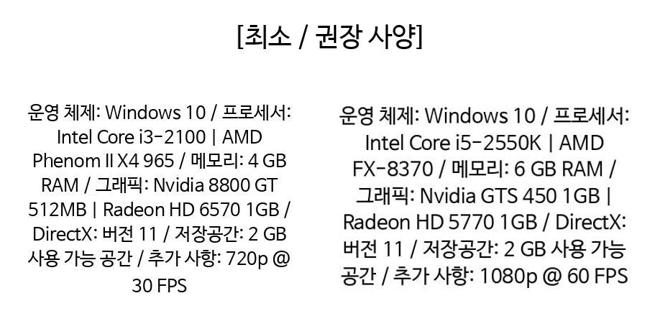 [최소 / 권장 사양]
운영 체제: Windows 10 / 프로세서:
Intel Core i3-2100 | AMD
Phenom II X4 965 / 메모리: 4 GB
RAM / 그래픽: Nvidia 8800 GT
512MB | Radeon HD 6570 1GB /
DirectX: 버전 11 / 저장공간: 2 GB
사용 가능 공간 / 추가 사항: 720p @
30 FPS
운영 체제: Windows 10 / 프로세서:
Intel Core i5-2550K | AMD
FX-8370 / 메모리: 6 GB RAM /
그래픽: Nvidia GTS 450 1GB |
Radeon HD 5770 1GB / DirectX:
버전 11 / 저장공간: 2 GB 사용 가능
공간 / 추가 사항: 1080p @ 60 FPS